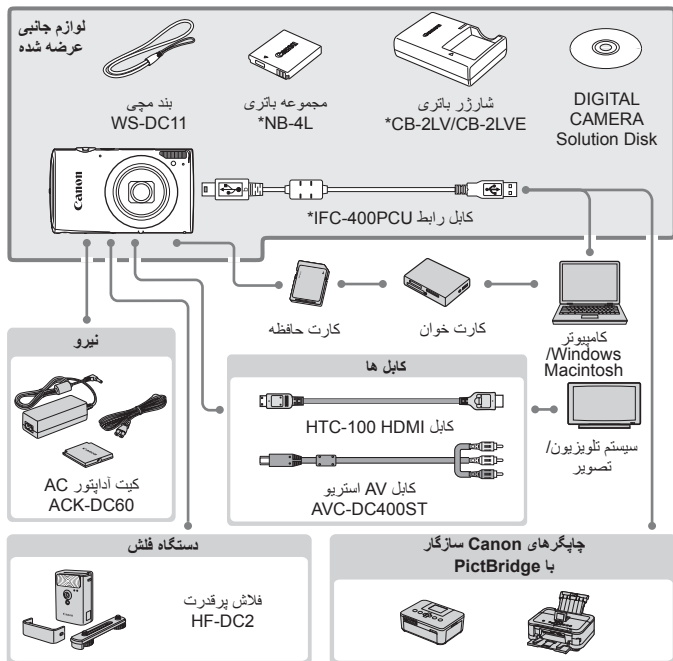 لوازم جانبی
عرضه شده
Canon
Canon
بند مچی
WS-DC11
مجموعه باتری
NB-4L*
شارژر باتری
CB-2LV/CB-2LVE*
DIGITAL
CAMERA
Solution Disk
Canon
کابل رابط IFC-400PCU*
کارت حافظه
کارت خوان
کامپیوتر
Windows/
Macintosh
نیرو
کیت آداپتور AC
ACK-DC60
کابل ها
کابل HTC-100 HDMI
کابل AV استریو
AVC-DC400ST
سیستم تلویزیون/
تصویر
دستگاه فلش
فلاش پرقدرت
HF-DC2
چاپگرهای Canon سازگار
با PictBridge